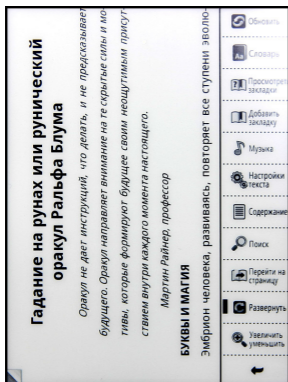 Гадание на рунах или рунический
оракул Ральфа Блума
Оракул не дает инструкций, что делать, и не предсказывает
будущего. Оракул направляет внимание на те скрытые силы и мо-
тивы, которые формируют будущее своим неощутимым присут-
ствием внутри каждого момента настоящего.
Мартин Райнер, профессор
БУКВЫ И МАГИЯ
Эмбрион человека, развиваясь, повторяет все ступени эволю-
Обновить
Словарь
Просмотреть
закладки
Добавить
закладку
Музыка
Настройки
текста
Содержание
Поиск
Перейти на
страницу
Развернуть
Увеличить
уменьшить